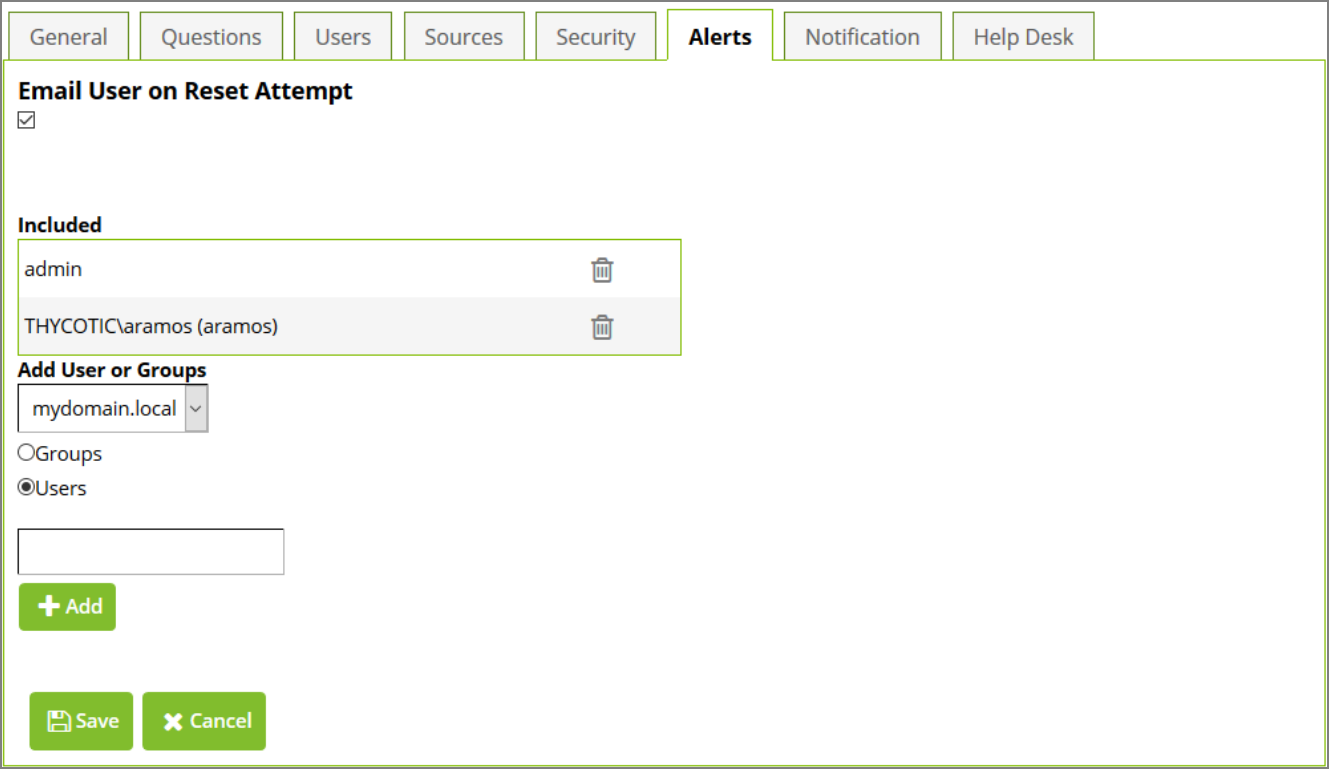 General Questions Users Sources Security Alerts Notification Help Desk
Email User on Reset Attempt
Included
admin
THYCOTIC\aramos (aramos)
Add User or Groups
mydomain.local
Groups
Users
Add
Save Cancel